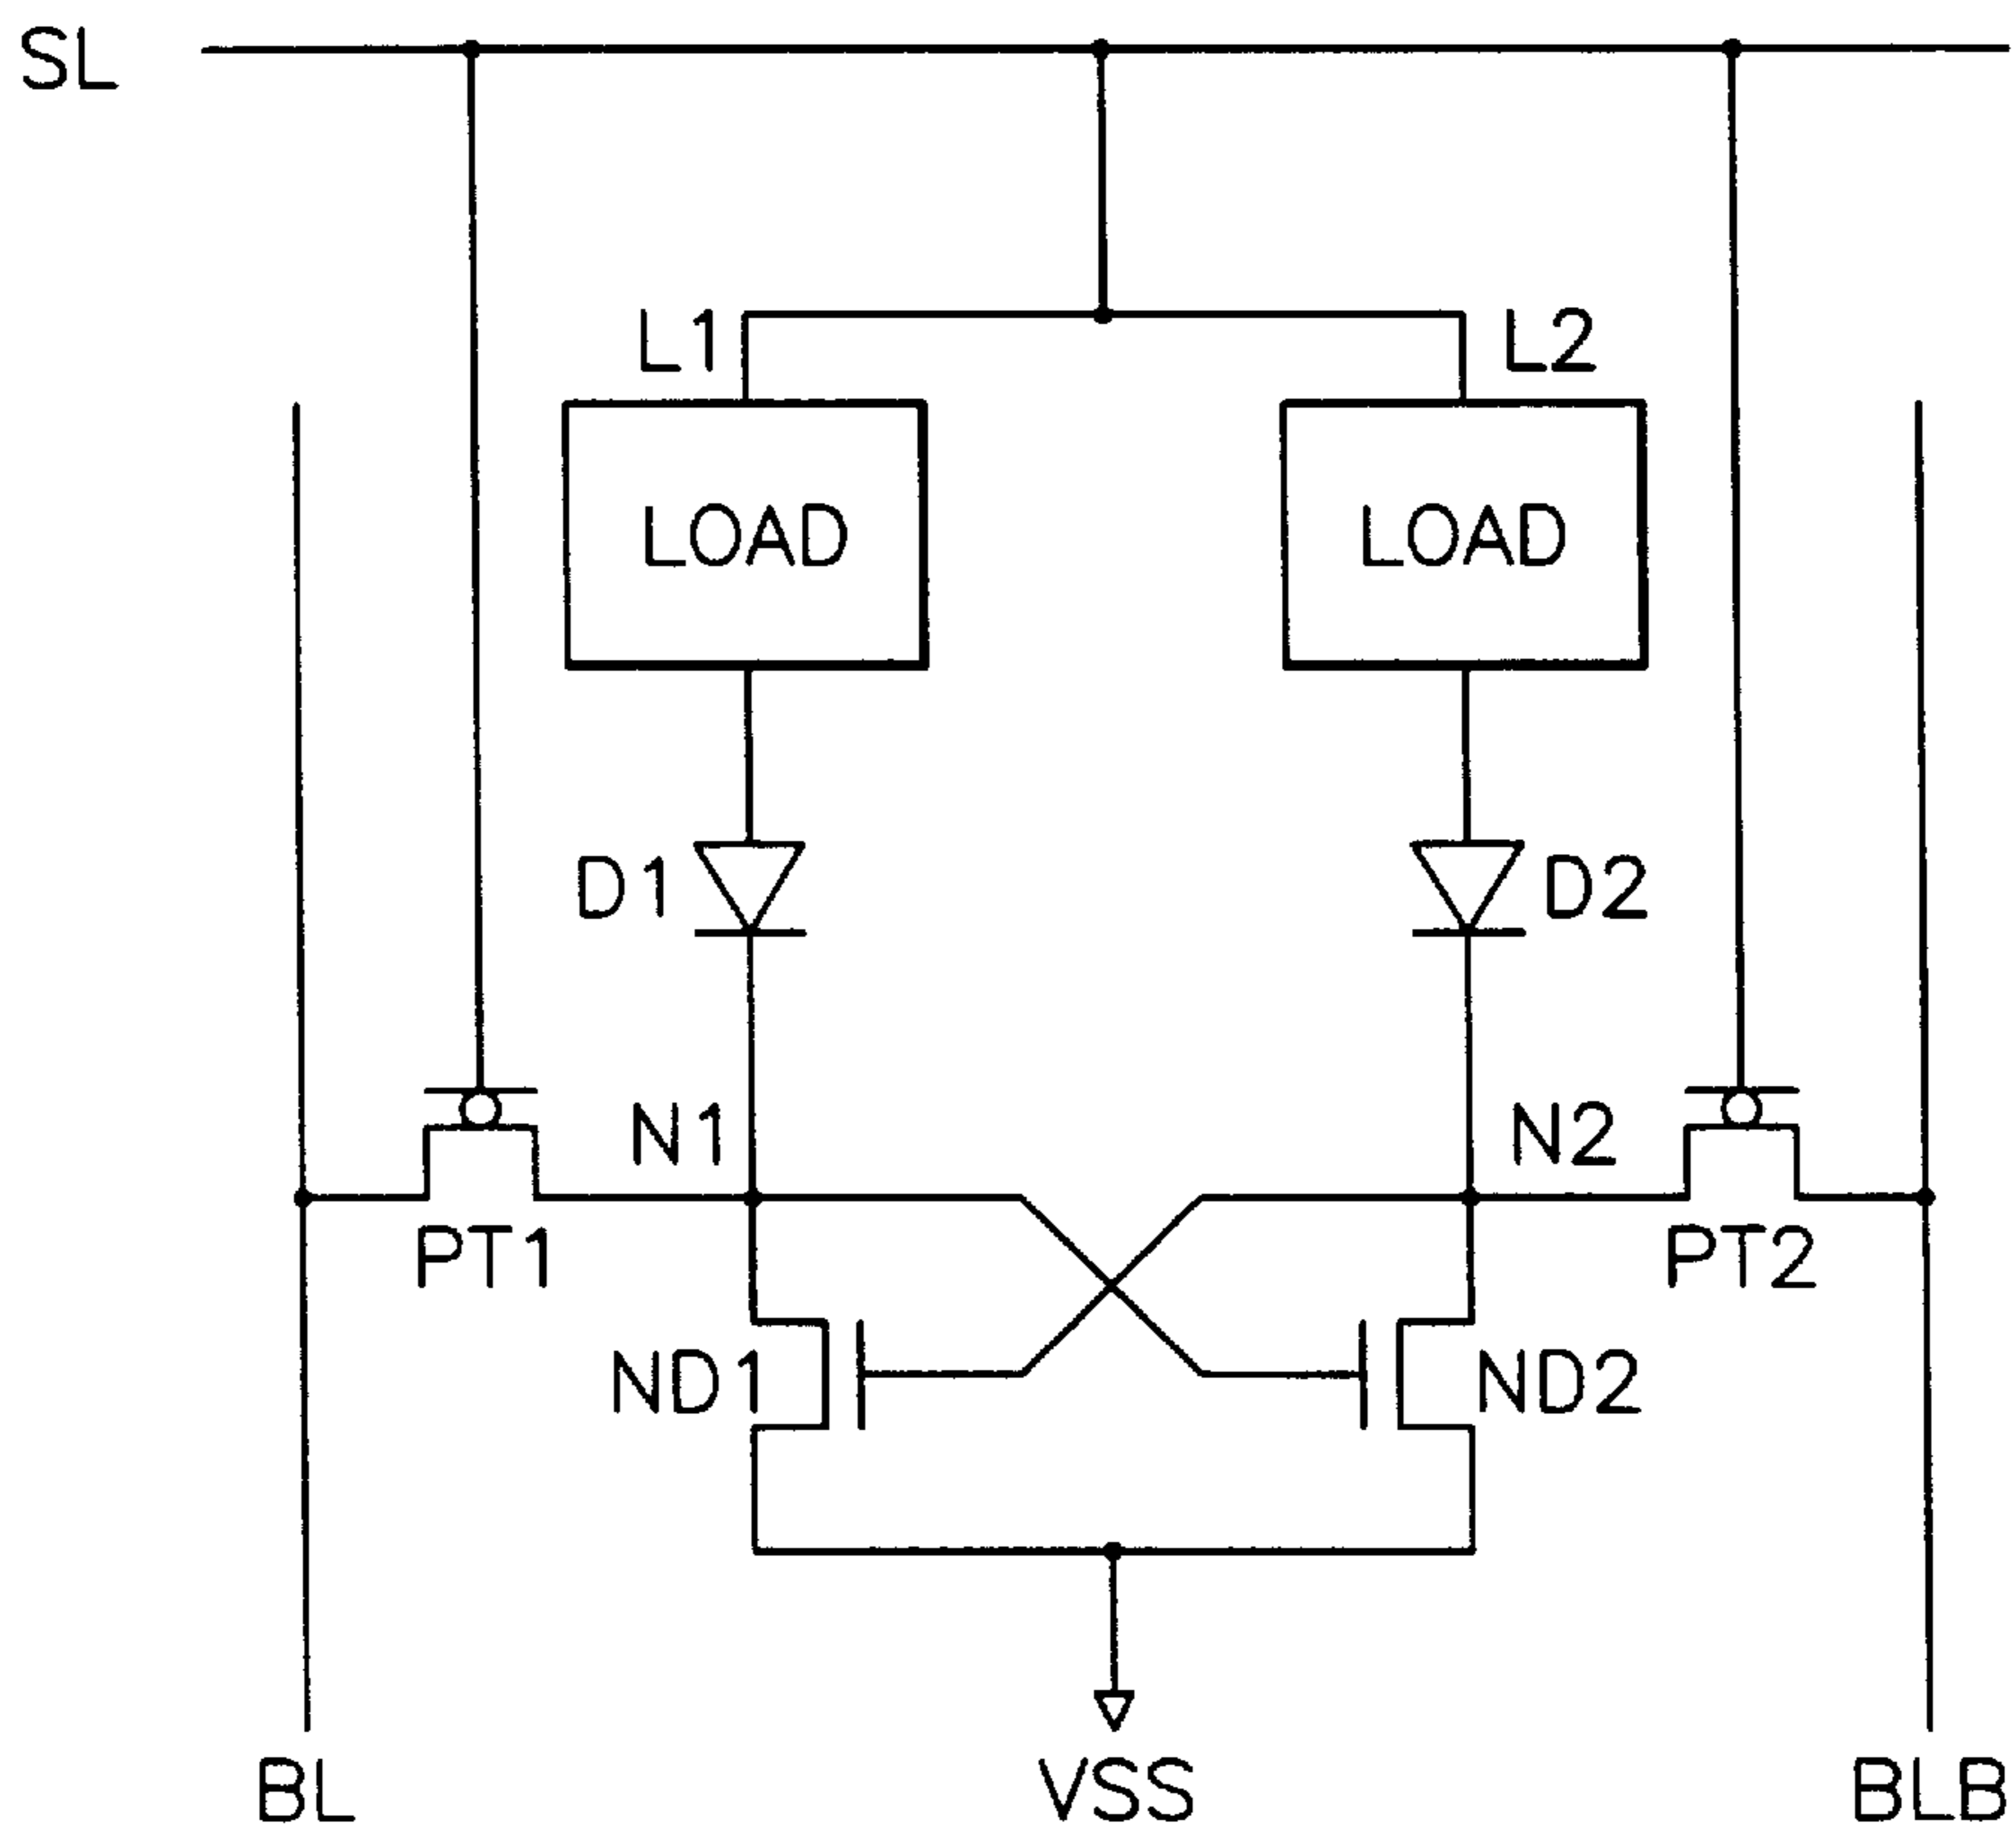 SL
L1 L2
LOAD LOAD
D1 D2
N1 N2
PT1 PT2
ND1 ND2
BL VSS BLB